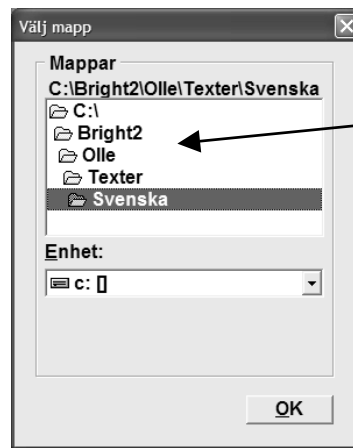 Välj mapp
Mappar
C:\Bright2\Olle\Texter\Svenska
C:\
Bright2
Olle
Texter
Svenska
Enhet:
c: []
OK